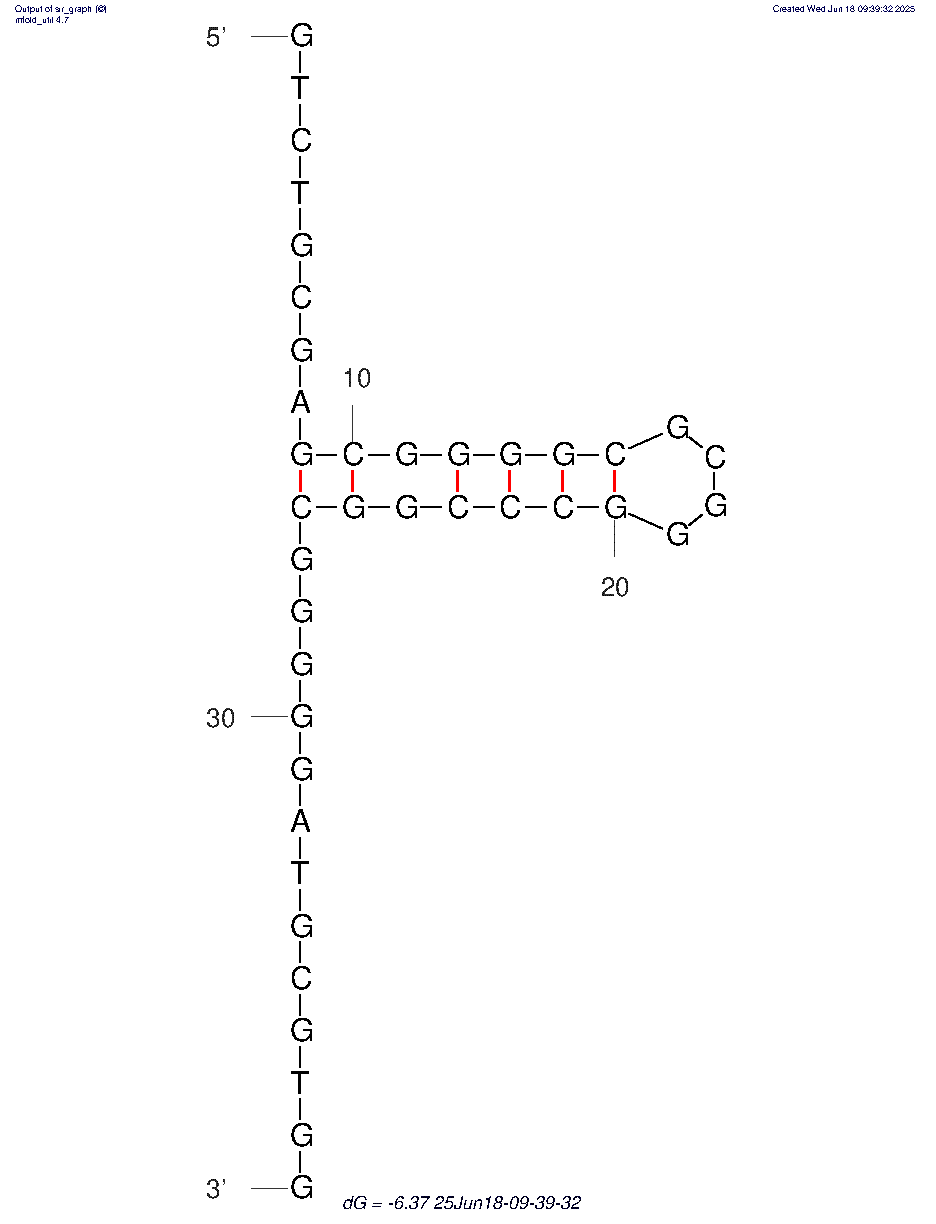 Output of sir_graph (©)
mfold_util 4.7
Created Wed Jun 18 09:39:32 2025
5' G
T
C
T
G
C
G
A
10
G C G G G G C G C
C G G C C C G G G
20
G
G
G
30 G
G
A
T
G
C
G
T
G
3' G
dG = -6.37 25Jun18-09-39-32